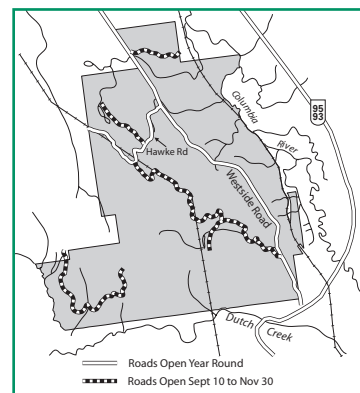 95
93
Columbia
River
Hawke Rd
Westside Road
Dutch
Creek
Roads Open Year Round
Roads Open Sept 10 to Nov 30